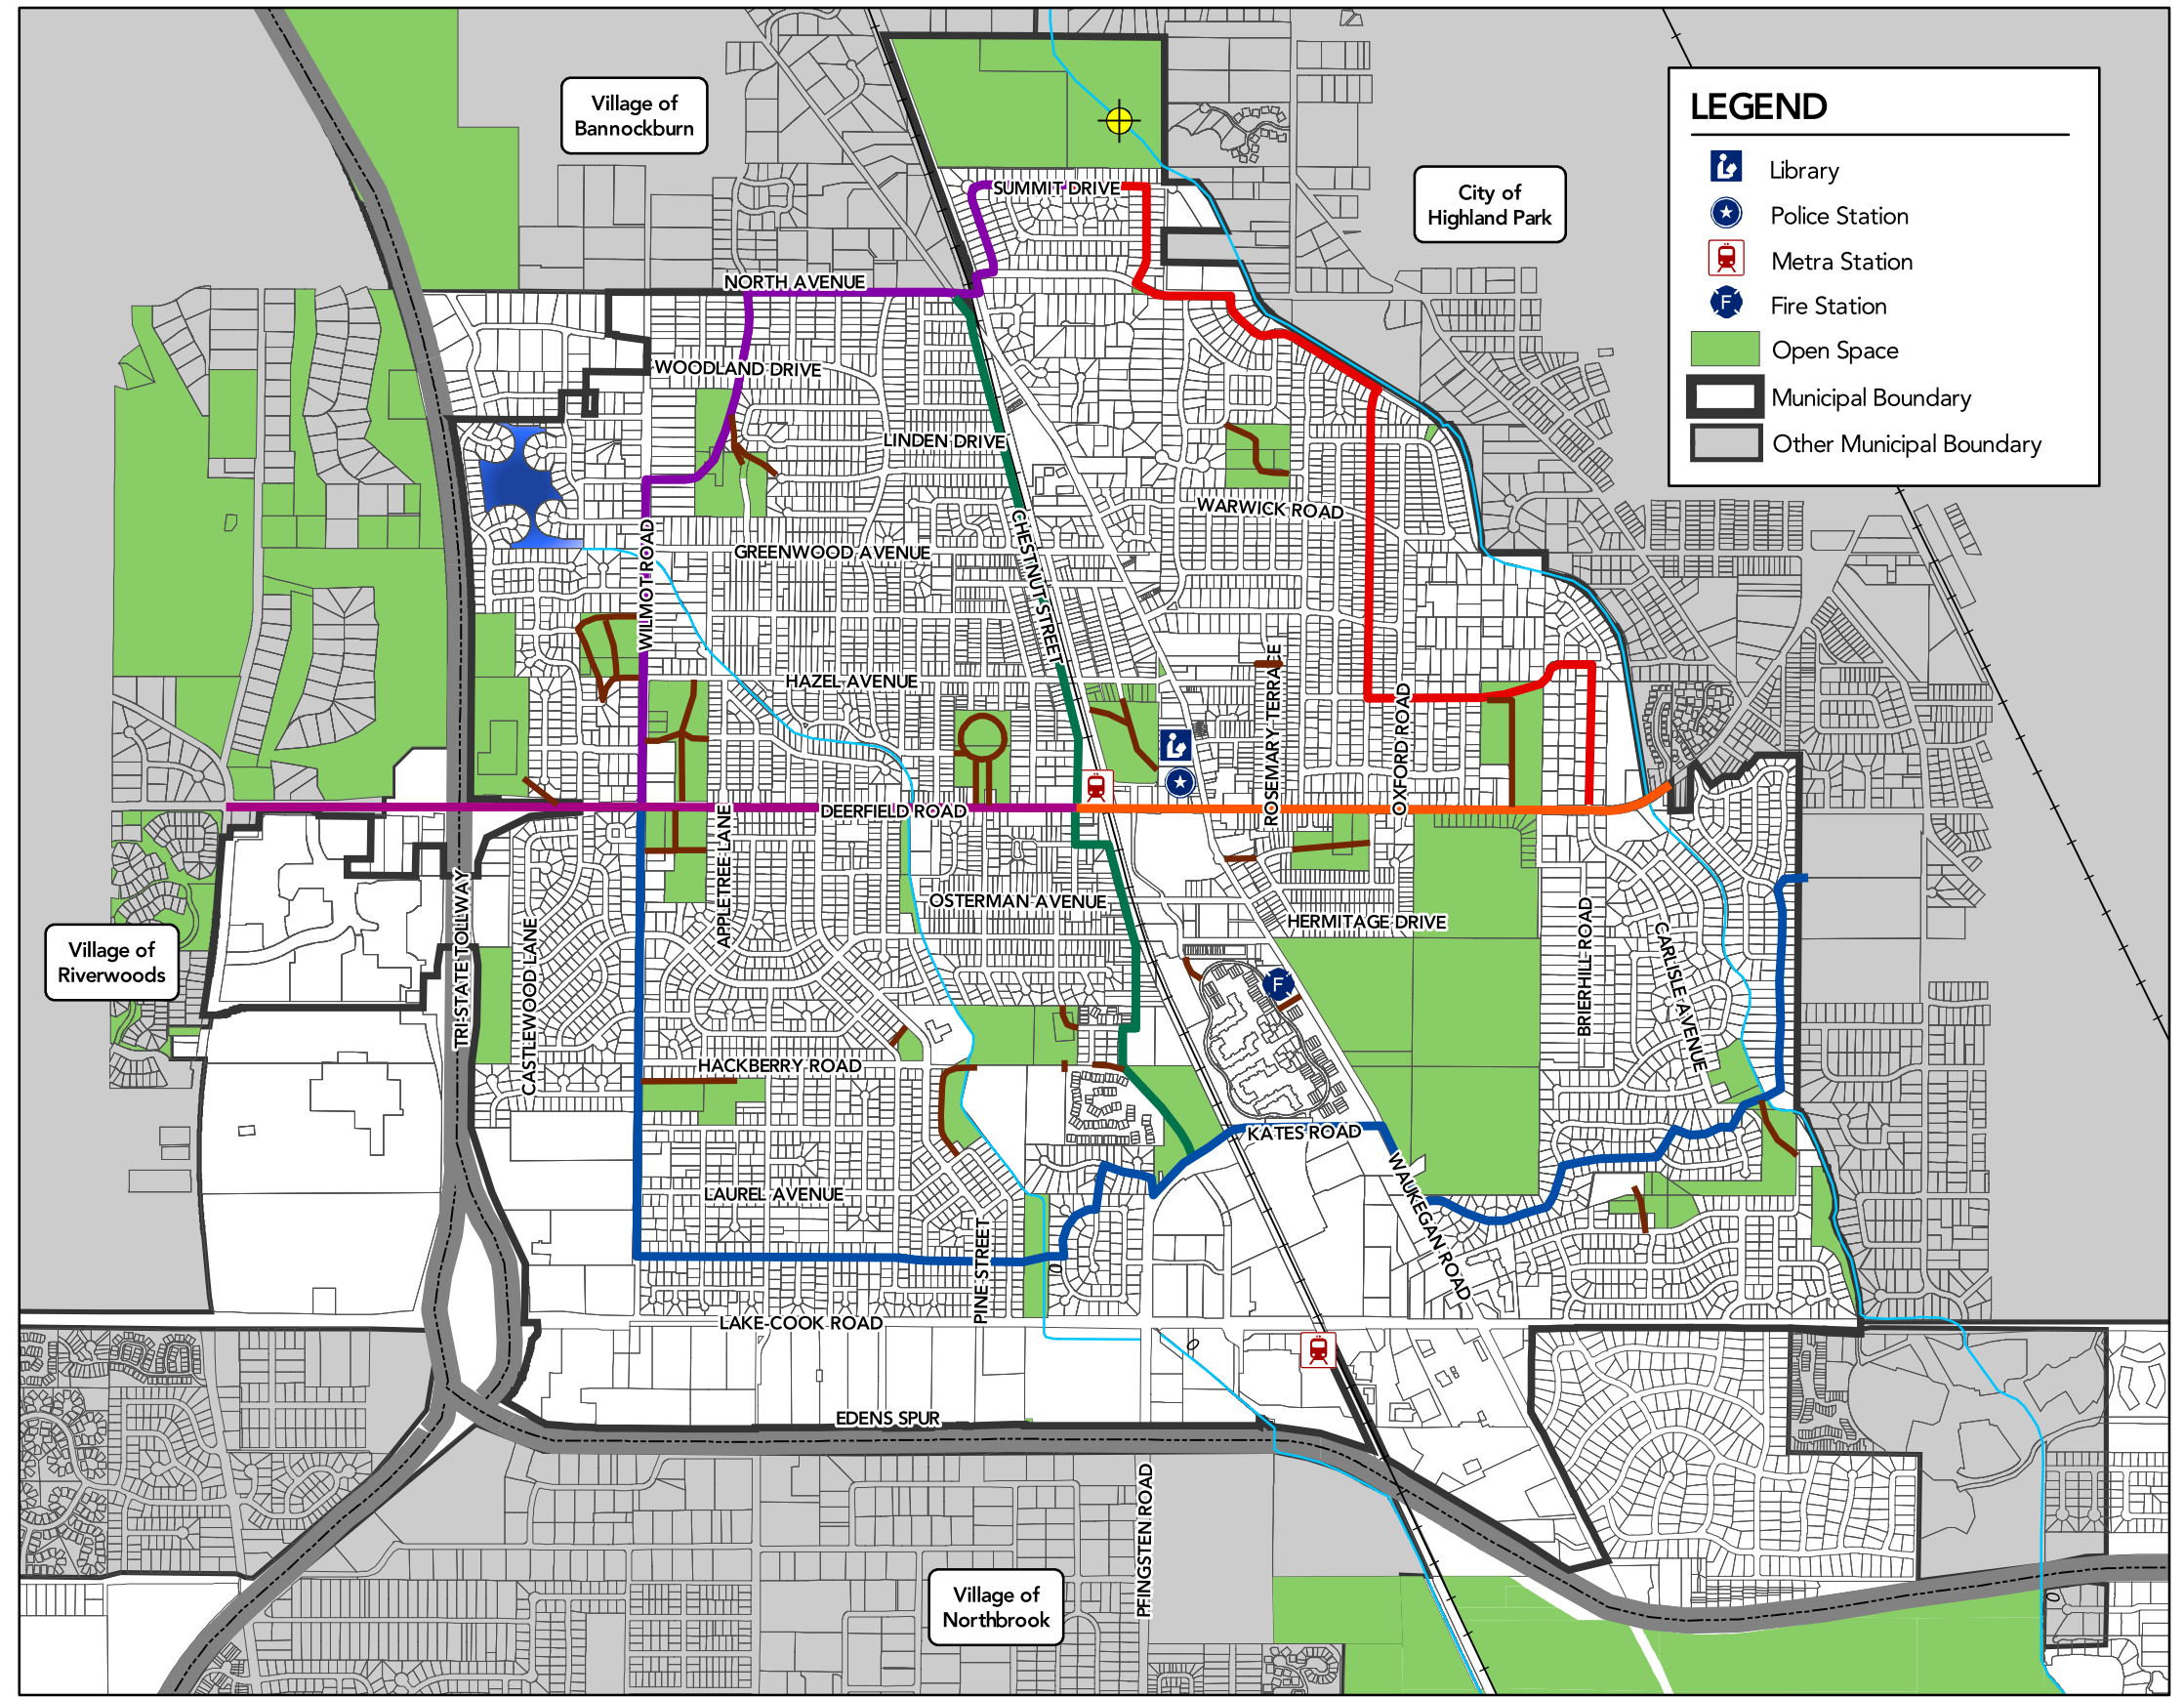 Village of
Bannockburn
LEGEND
Library
Police Station
Metra Station
F
Fire Station
Open Space
Municipal Boundary
Other Municipal Boundary
City of
Highland Park
SUMMIT DRIVE
NORTH AVENUE
WOODLAND DRIVE
LINDEN DRIVE
WARWICK ROAD
CHESTNUT STREET
GREENWOOD AVENUE
WILMOT ROAD
HAZEL AVENUE
ROSEMARY TERRACE
OXFORD ROAD
DEERFIELD ROAD
APPLETREE LANE
OSTERMAN AVENUE
HERMITAGE DRIVE
Village of
Riverwoods
TRI-STATE TOLLWAY
CASTLEWOOD LANE
F
BRIERHILL ROAD
CARLISLE AVENUE
HACKBERRY ROAD
KATES ROAD
LAUREL AVENUE
WAUKEGAN ROAD
PINE STREET
0
LAKE-COOK ROAD
0
EDENS SPUR
PFINGSTEN ROAD
Village of
Northbrook
0